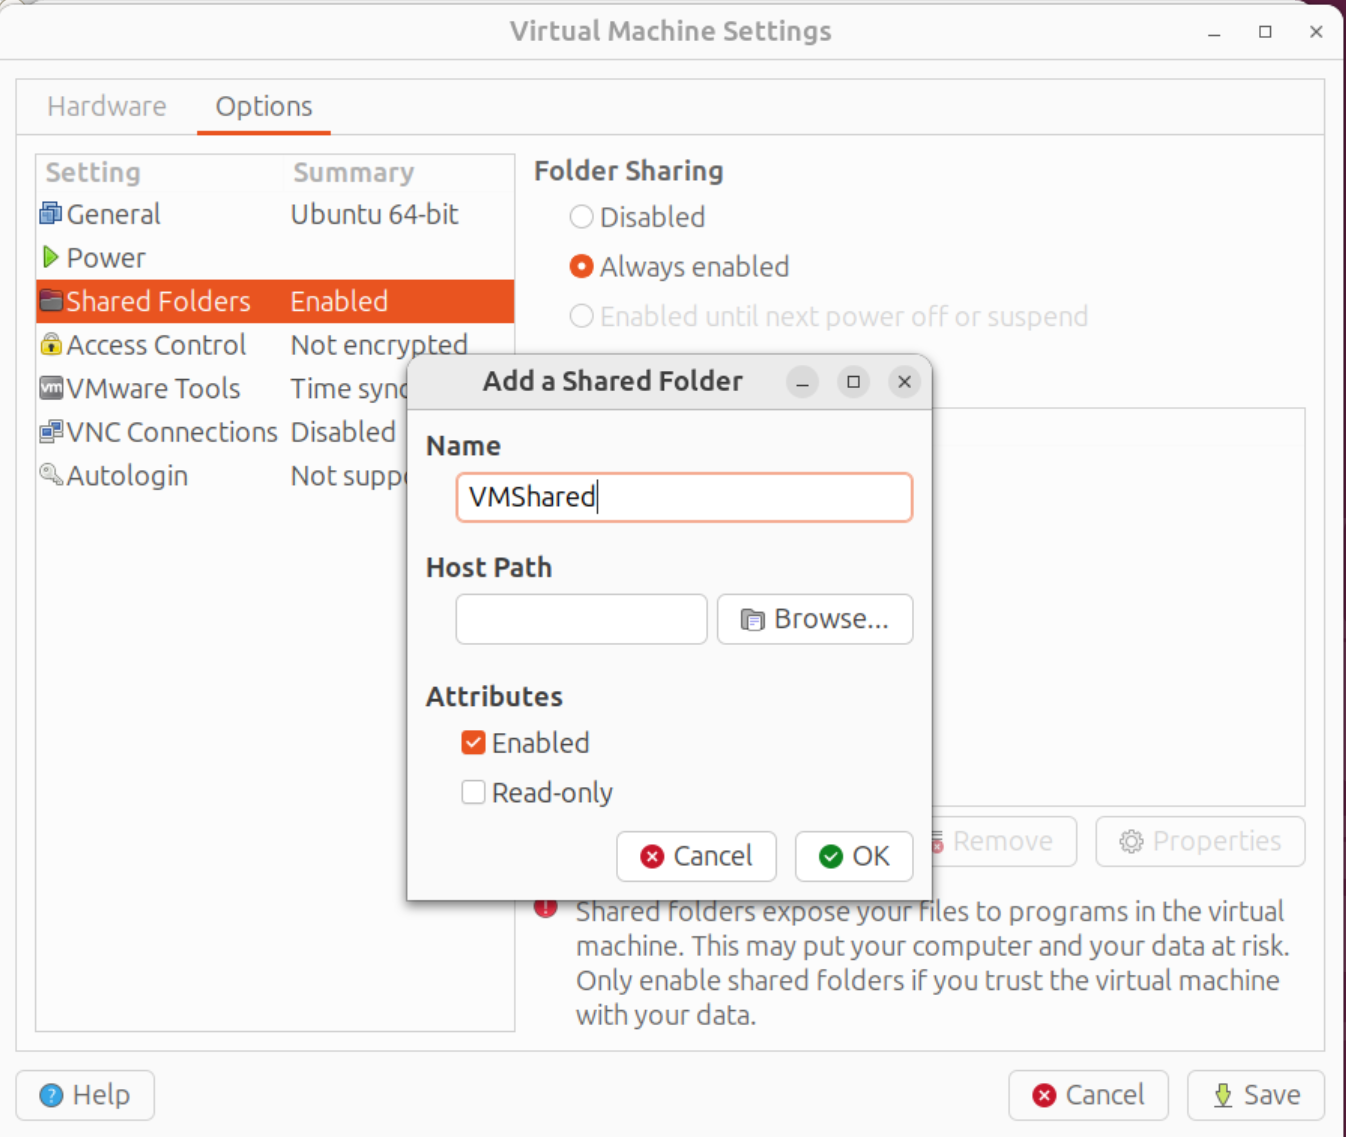 Virtual Machine Settings
Hardware Options
Setting Summary
General Ubuntu 64-bit
Power
Shared Folders Enabled
Access Control Not encrypted
VMware Tools Time sync
VNC Connections Disabled
Autologin Not supp
Folder Sharing
Disabled
Always enabled
Enabled until next power off or suspend
Add a Shared Folder
Name
VMShared
Host Path
Browse...
Attributes
Enabled
Read-only
Cancel OK
Remove Properties
Shared folders expose your files to programs in the virtual
machine. This may put your computer and your data at risk.
Only enable shared folders if you trust the virtual machine
with your data.
Help Cancel Save